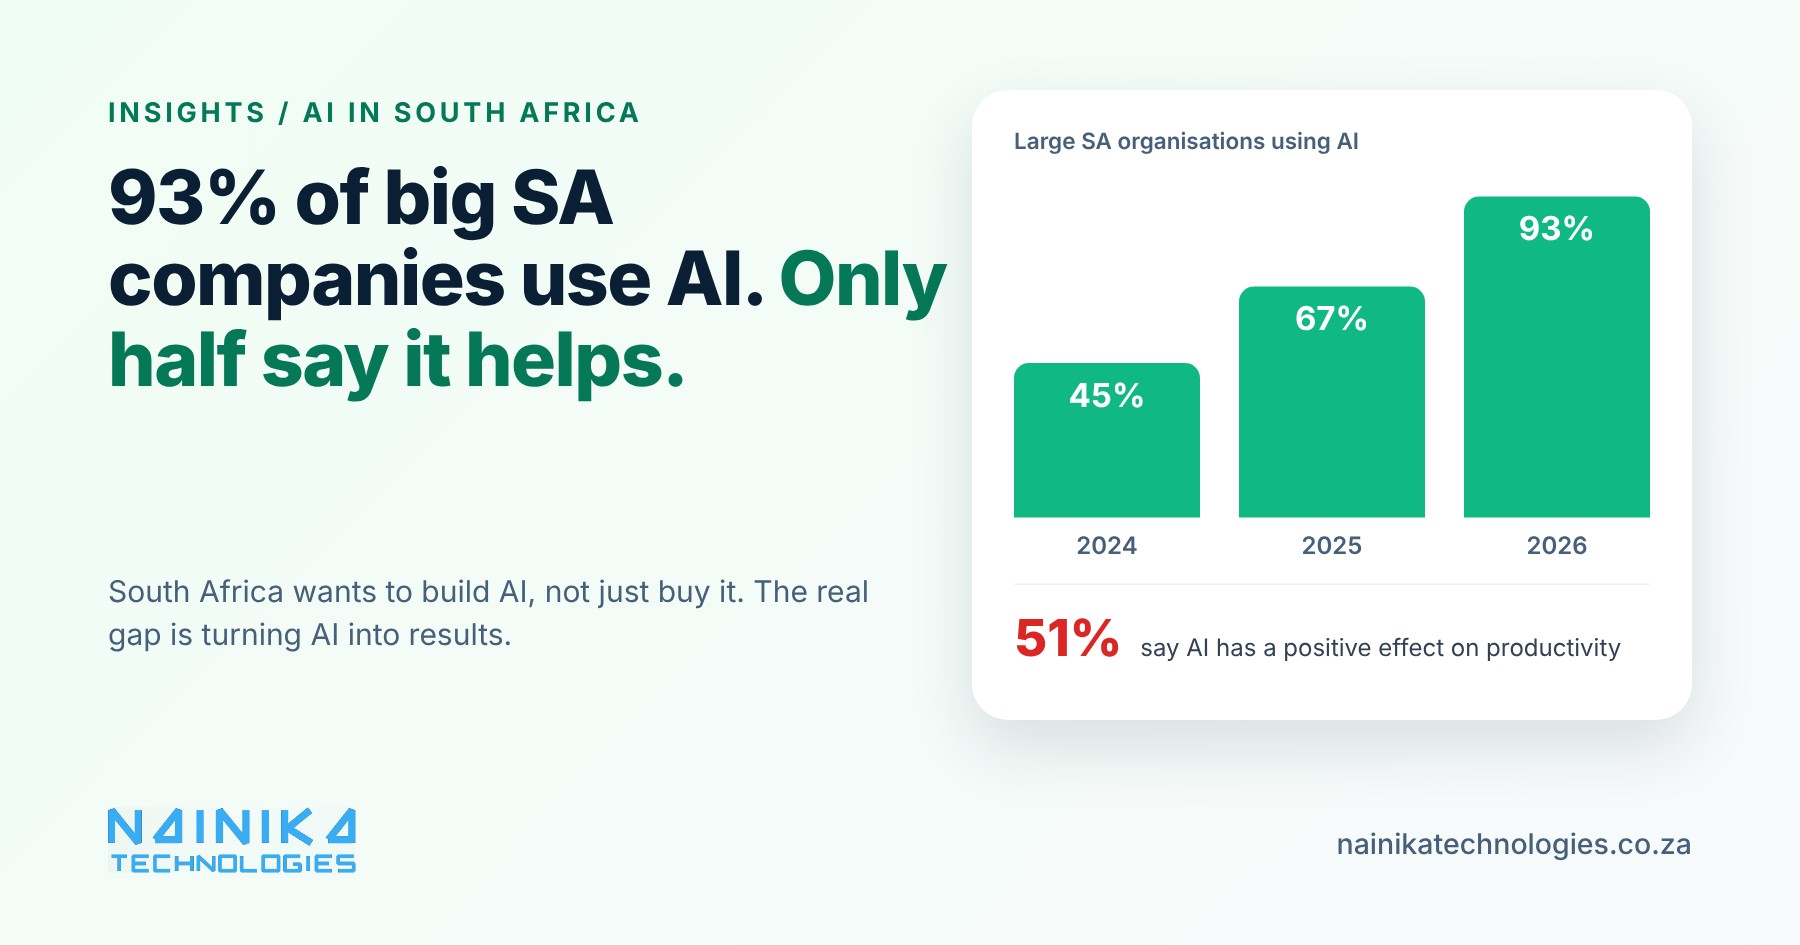 INSIGHTS / AI IN SOUTH AFRICA
93% of big SA
companies use AI. Only
half say it helps.
South Africa wants to build AI, not just buy it. The real
gap is turning AI into results.
Large SA organisations using AI
45%
67%
93%
2024
2025
2026
51% say AI has a positive effect on productivity
NAINIKA
TECHNOLOGIES
nainikatechnologies.co.za